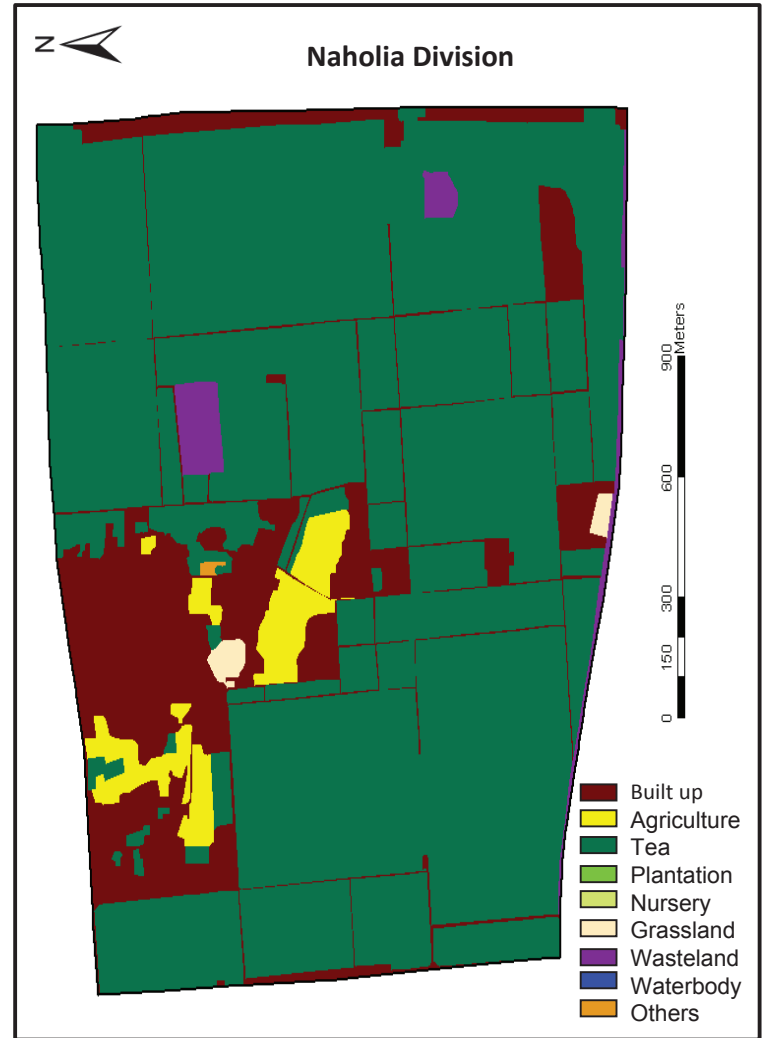 N
Naholia Division
900
Meters
600
300
150
0
Built up
Agriculture
Tea
Plantation
Nursery
Grassland
Wasteland
Waterbody
Others